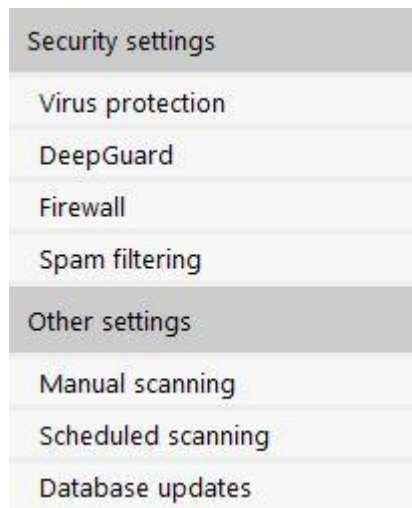 Security settings
Virus protection
DeepGuard
Firewall
Spam filtering
Other settings
Manual scanning
Scheduled scanning
Database updates